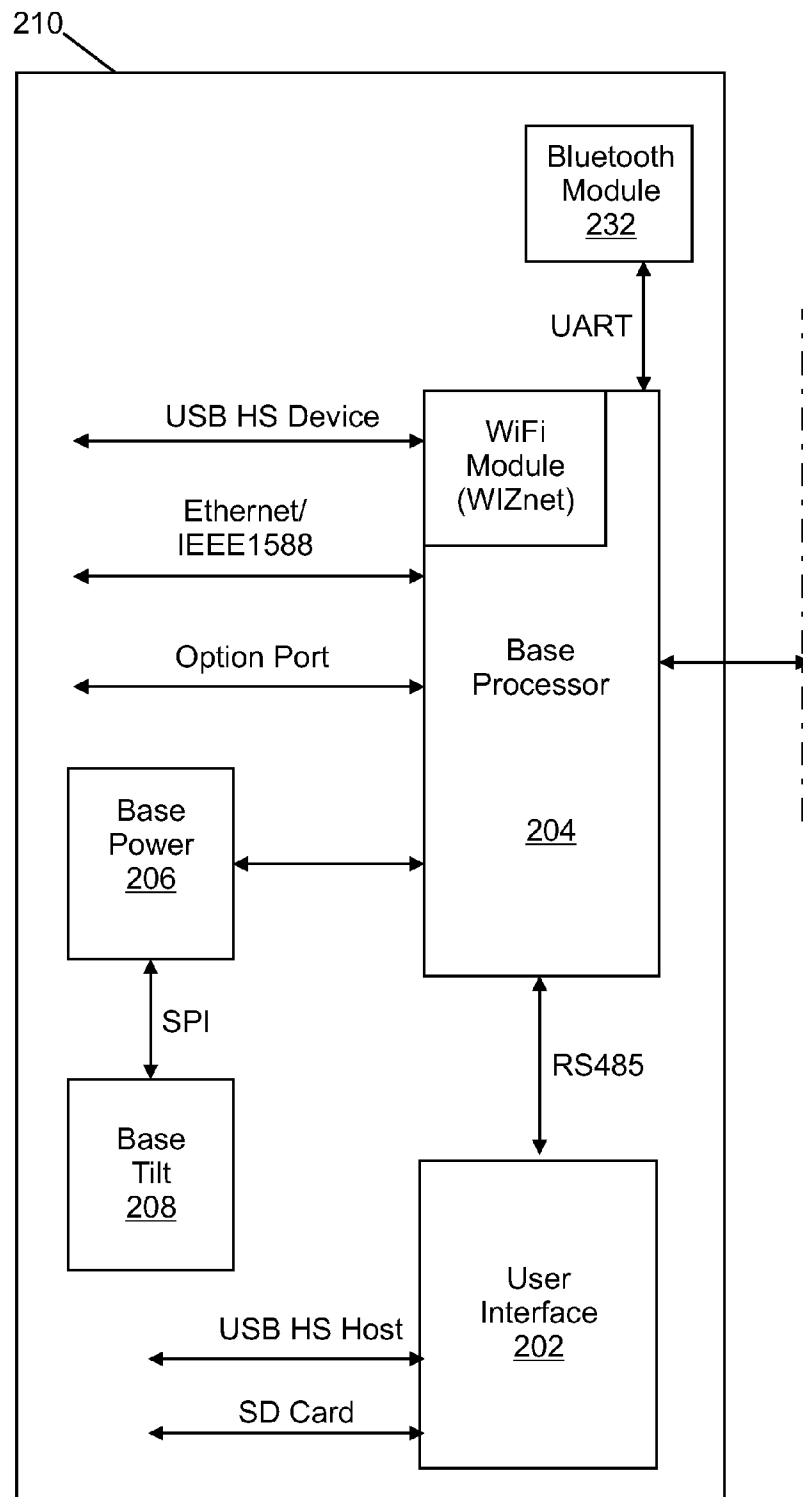 210
Bluetooth
Module
232
UART
USB HS Device
WiFi
Module
(WIZnet)
Ethernet/
IEEE1588
Option Port
Base
Processor
204
Base
Power
206
SPI
RS485
Base
Tilt
208
User
Interface
202
USB HS Host
SD Card